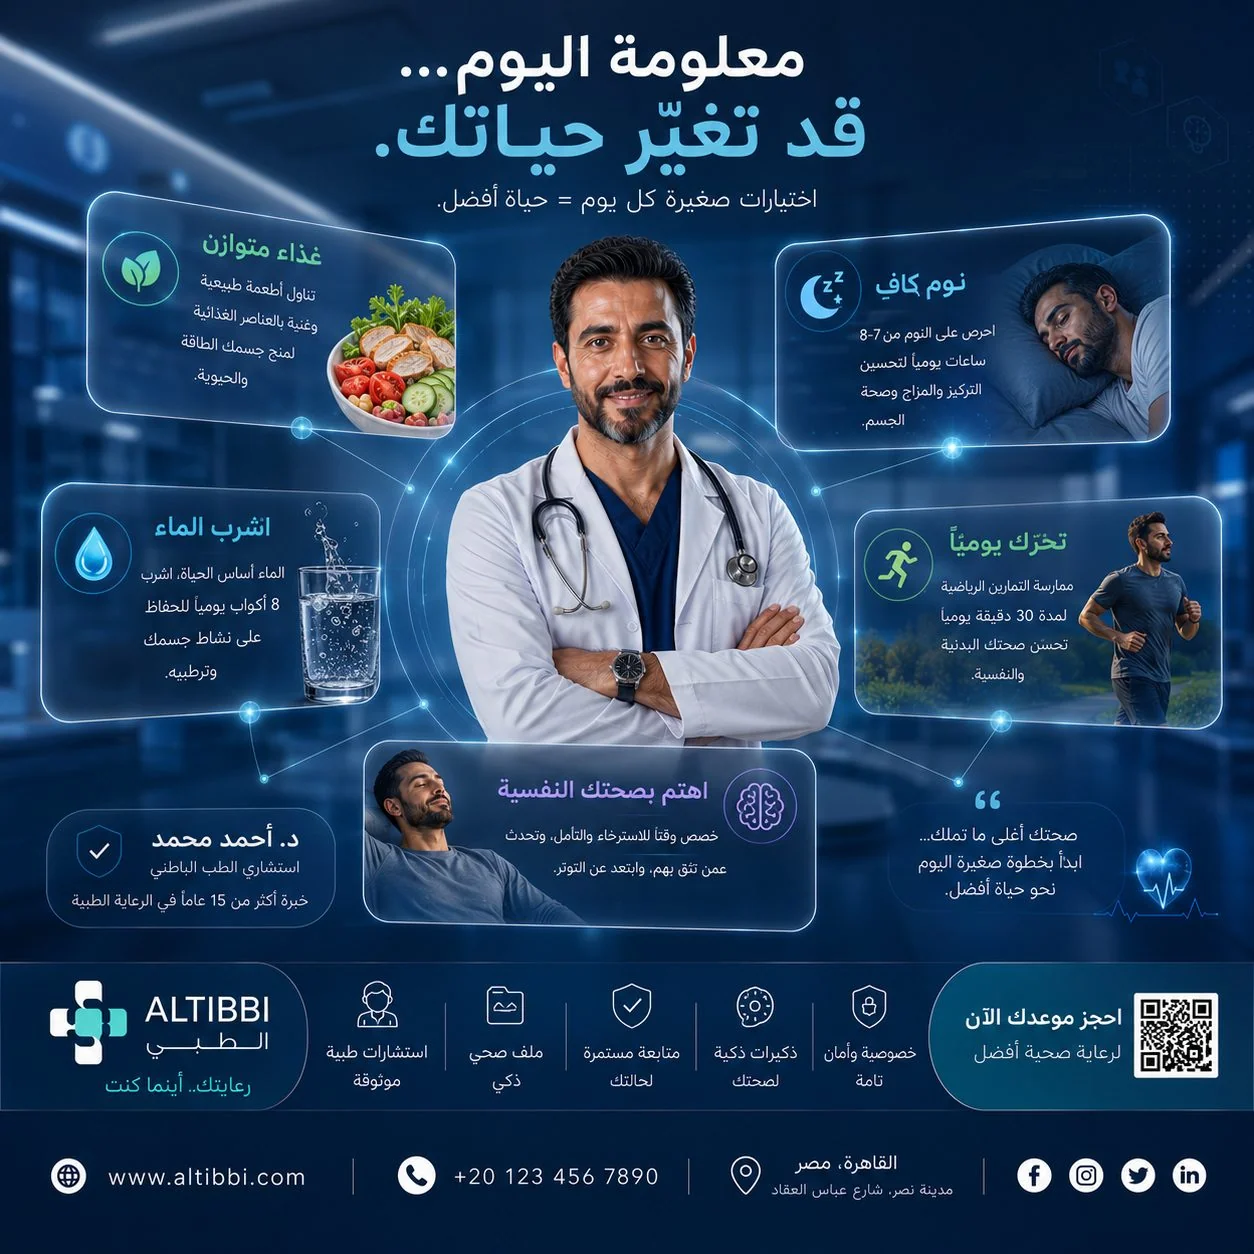 معلومة اليوم...
قد تغيّر حياتك.
اختيارات صغيرة كل يوم = حياة أفضل.
نوم كافٍ
احرص على النوم من 7-8
ساعات يومياً لتحسين
التركيز والمزاج وصحة
الجسم.
غذاء متوازن
تناول أطعمة طبيعية
وغنية بالعناصر الغذائية
لمنح جسمك الطاقة
والحيوية.
تحرّك يوميًّا
ممارسة التمارين الرياضية
لمدة 30 دقيقة يومياً
تحسّن صحتك البدنية
والنفسية.
اشرب الماء
الماء أساس الحياة، اشرب
8 أكواب يومياً للحفاظ
على نشاط جسمك
وترطيبه.
اهتم بصحتك النفسية
خصص وقتاً للاسترخاء والتأمل، وتحدث
عمن تثق بهم، وابتعد عن التوتر.
“
صحتك أغلى ما تملك...
ابدأ بخطوة صغيرة اليوم
نحو حياة أفضل.
د. أحمد محمد
استشاري الطب الباطني
خبرة أكثر من 15 عاماً في الرعاية الطبية
احجز موعدك الآن
لرعاية صحية أفضل
خصوصية وأمان
تامة
ذكيرات ذكية
لصحتك
متابعة مستمرة
لحالتك
ملف صحي
ذكي
استشارات طبية
موثوقة
ALTIBBI
الـطـبـــي
رعايتك.. أينما كنت
www.altibbi.com
+20 123 456 7890
القاهرة، مصر
مدينة نصر، شارع عباس العقاد